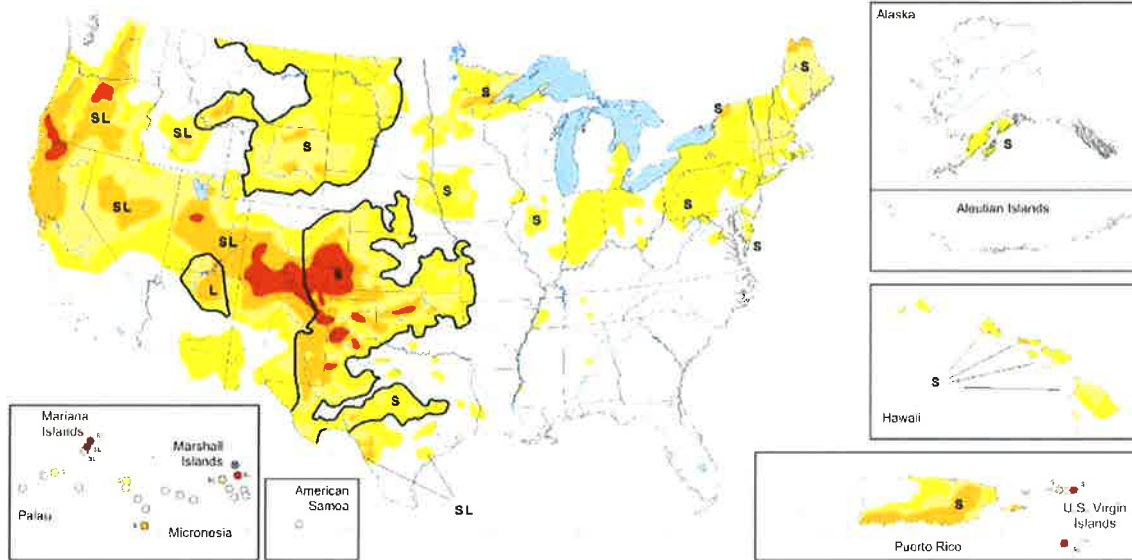 Alaska
S
S
S
SL
SL
S
S
S
S
S
S
Aleutian Islands
SL
SL
L
S
S
Hawaii
S
Mariana
Islands
SL
Marshall
Islands
Palau
Micronesia
American
Samoa
SL
S
U.S. Virgin
Islands
Puerto Rico